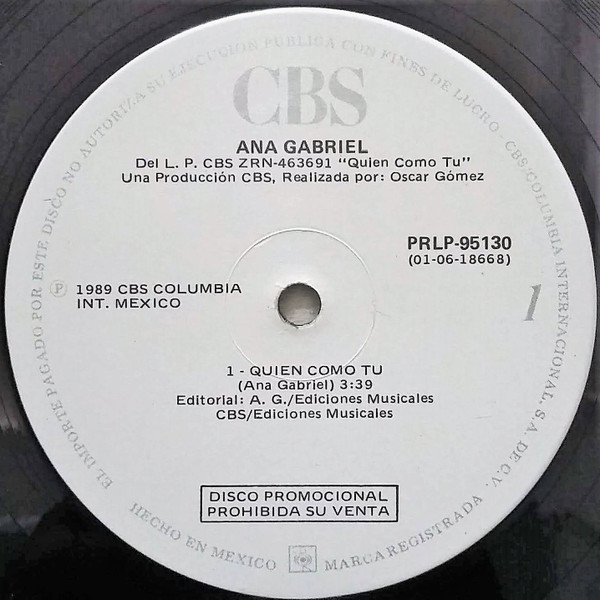 EL IMPORTE PAGADO POR ESTE DISCO NO AUTORIZA SU EJECUCION PUBLICA CON FINES DE LUCRO - CBS/COLUMBIA INTERNACIONAL, S.A. DE C.V.
CBS
ANA GABRIEL
Del L. P. CBS ZRN-463691 "Quien Como Tu"
Una Producción CBS, Realizada por: Oscar Gómez
PRLP-95130
(01-06-18668)
℗ 1989 CBS COLUMBIA
INT. MEXICO
1
1 - QUIEN COMO TU
(Ana Gabriel) 3:39
Editorial: A. G./Ediciones Musicales
CBS/Ediciones Musicales
DISCO PROMOCIONAL
PROHIBIDA SU VENTA
HECHO EN MEXICO MARCA REGISTRADA